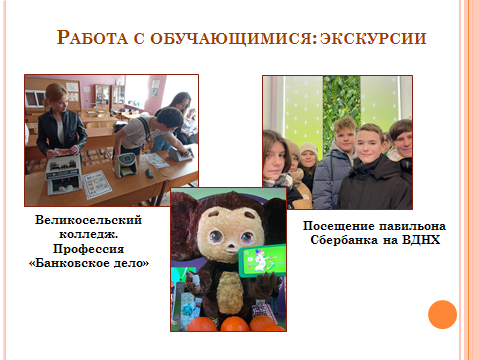 РАБОТА С ОБУЧАЮЩИМИСЯ: ЭКСКУРСИИ
Великосельский
колледж.
Профессия
«Банковское дело»
Посещение павильона
Сбербанка на ВДНХ